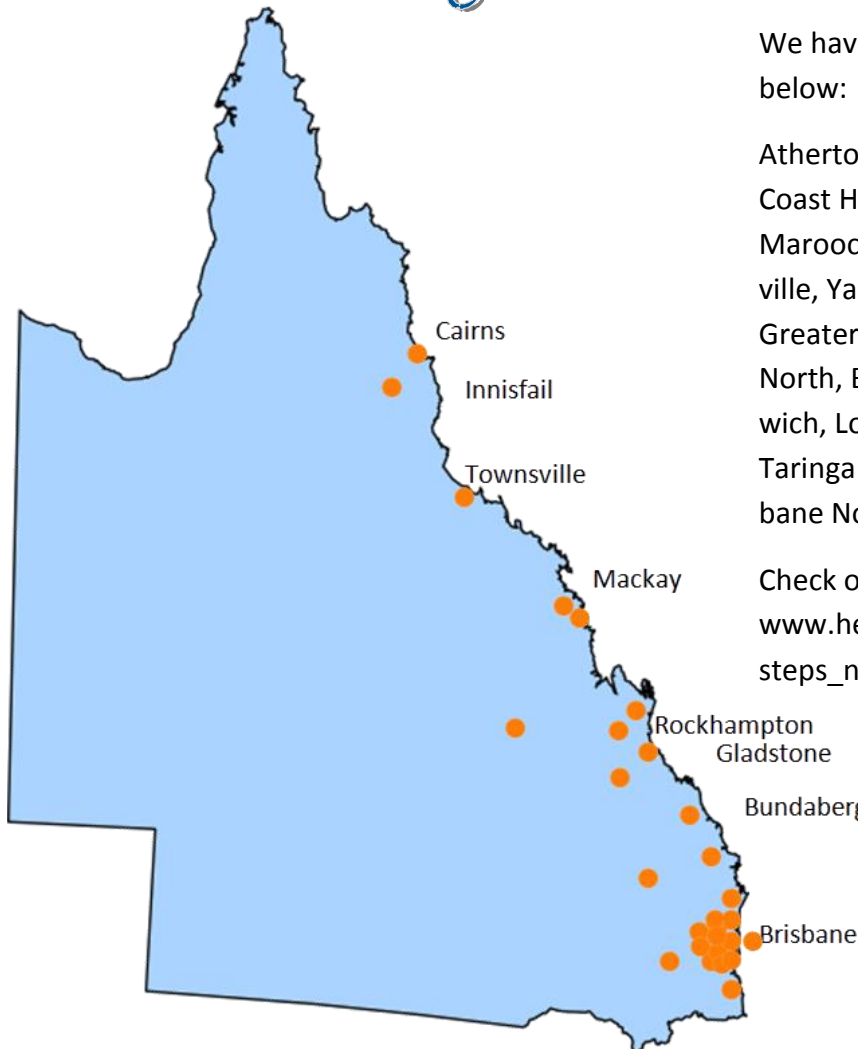 We hav
below:
Atherto
Coast H
Marooc
ville, Ya
Greater
North, E
wich, Lo
Taringa
bane No
Check o
www.he
steps_n
Cairns
Innisfail
Townsville
Mackay
Rockhampton
Gladstone
Bundaberg
Brisbane